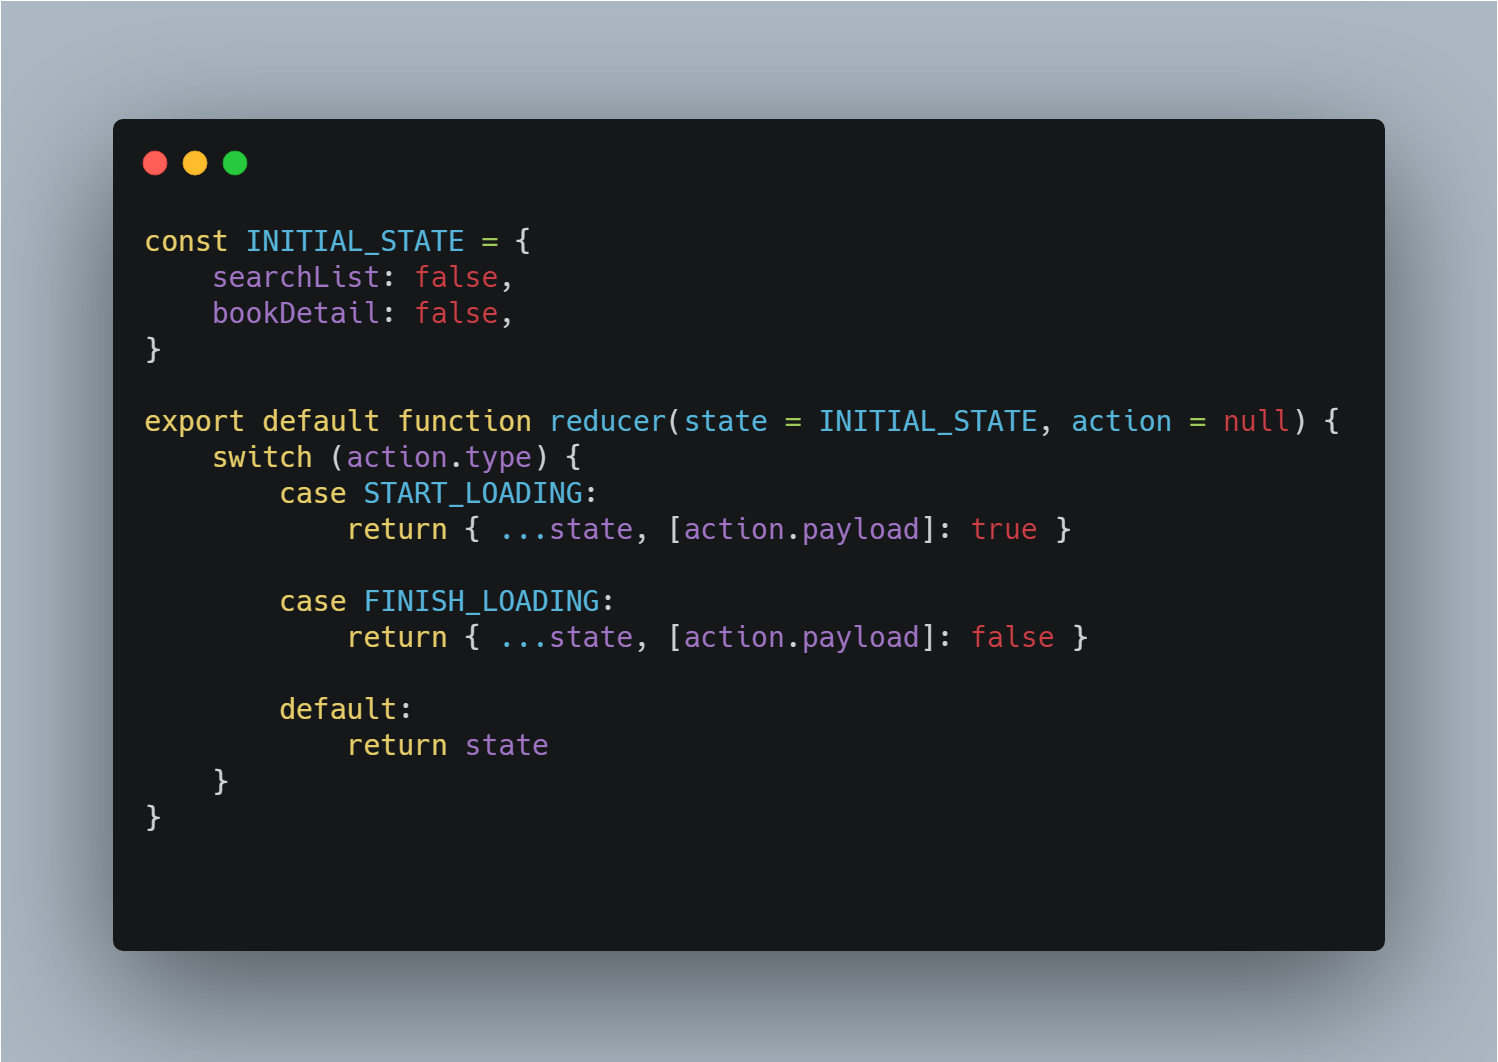 const INITIAL_STATE = {
    searchList: false,
    bookDetail: false,
}

export default function reducer(state = INITIAL_STATE, action = null) {
    switch (action.type) {
        case START_LOADING:
            return { ...state, [action.payload]: true }

        case FINISH_LOADING:
            return { ...state, [action.payload]: false }

        default:
            return state
    }
}